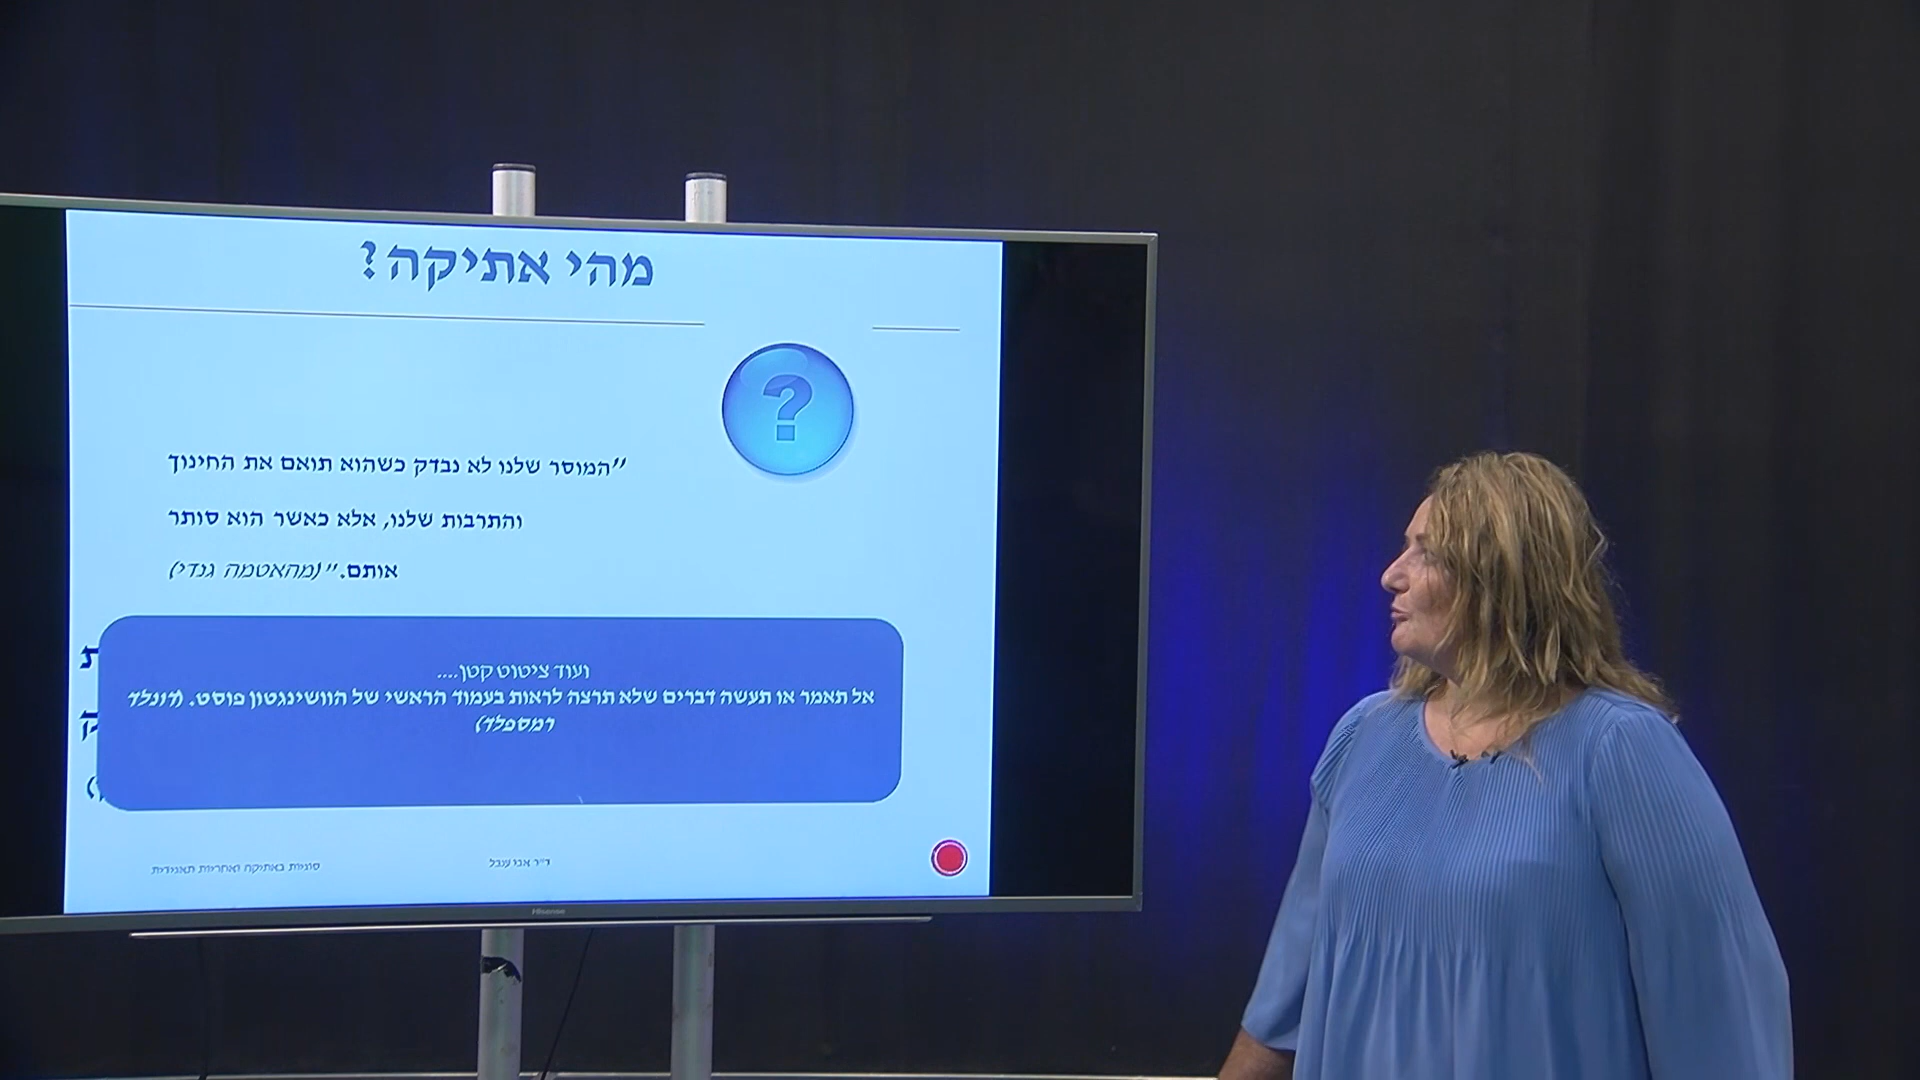 מהי אתיקה?
?
"המוסר שלנו לא נבדק כשהוא תואם את החינוך
והתרבות שלנו, אלא כאשר הוא סותר
אותם." (מהאטמה גנדי)
ועוד ציטוט קטן....
אל תאמר או תעשה דברים שלא תרצה לראות בעמוד הראשי של הוושינגטון פוסט. (דונלד
רמספלד)
ד"ר אבי ענבל
סוגיות באתיקה ואחריות תאגידית
Hisense